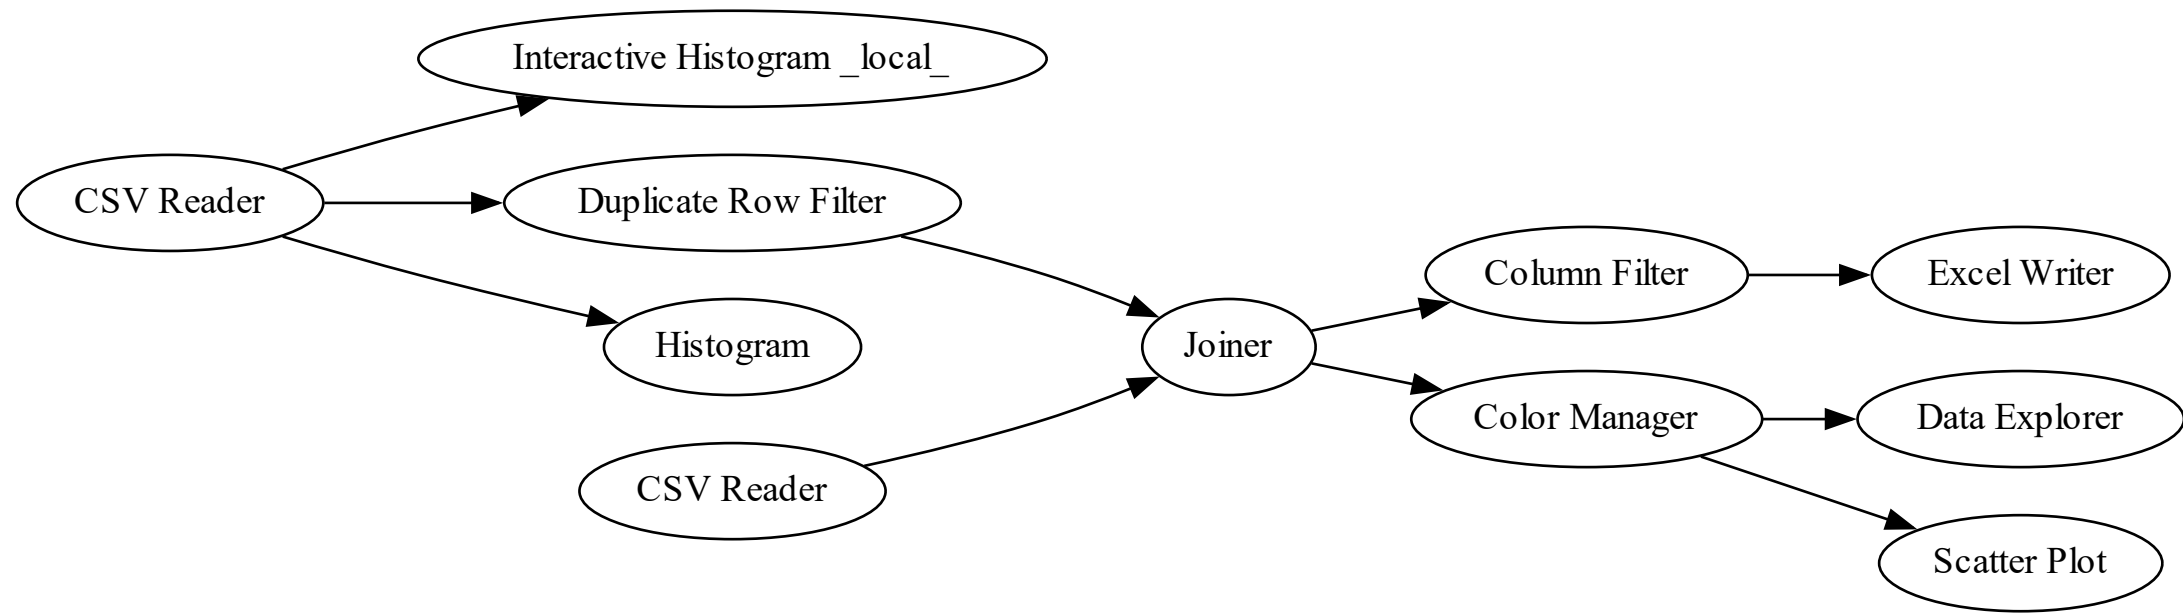 Interactive Histogram _local_
CSV Reader
Duplicate Row Filter
Histogram
CSV Reader
Joiner
Column Filter
Excel Writer
Color Manager
Data Explorer
Scatter Plot